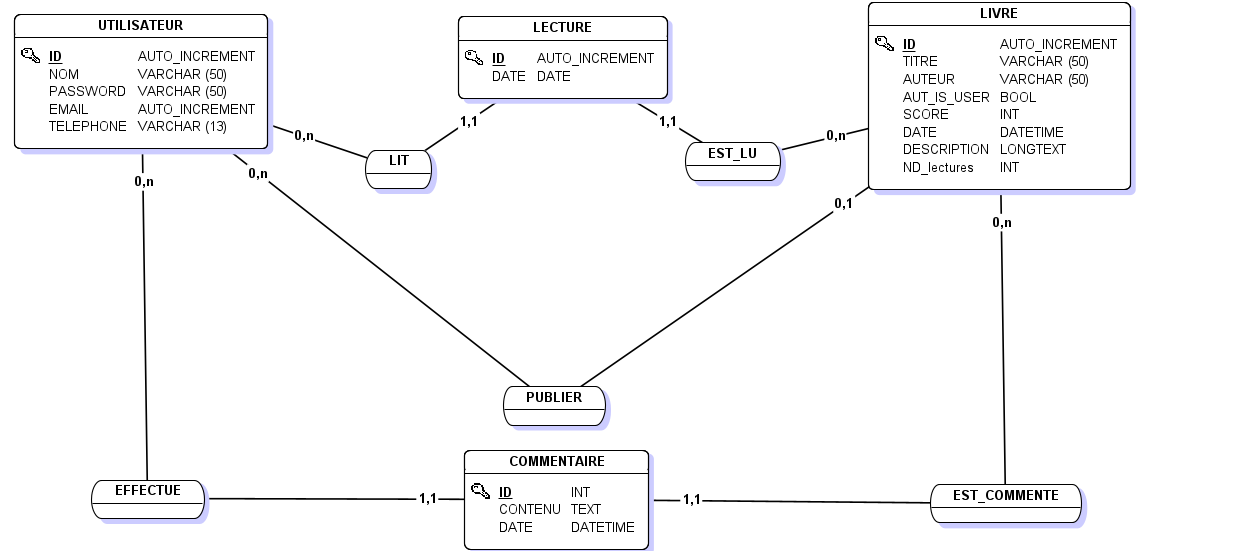 UTILISATEUR
ID AUTO_INCREMENT
NOM VARCHAR (50)
PASSWORD VARCHAR (50)
EMAIL AUTO_INCREMENT
TELEPHONE VARCHAR (13)
LECTURE
ID AUTO_INCREMENT
DATE DATE
LIVRE
ID AUTO_INCREMENT
TITRE VARCHAR (50)
AUTEUR VARCHAR (50)
AUT_IS_USER BOOL
SCORE INT
DATE DATETIME
DESCRIPTION LONGTEXT
ND_lectures INT
0,n
LIT
1,1
1,1
EST_LU
0,n
0,n
0,n
0,1
0,n
PUBLIER
EFFECTUE
1,1
COMMENTAIRE
ID INT
CONTENU TEXT
DATE DATETIME
1,1
EST_COMMENTE